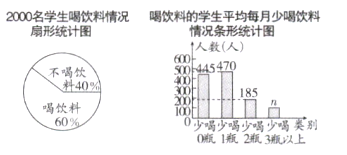 2000名学生喝饮料情况
扇形统计图
不喝饮
料40%
喝饮料
60%
喝饮料的学生平均每月少喝饮料
情况条形统计图
人数(人)
600
500
400
300
200
100
0
445
470
185
n
少喝 少喝 少喝 少喝 类别
0瓶 1瓶 2瓶 3瓶以上